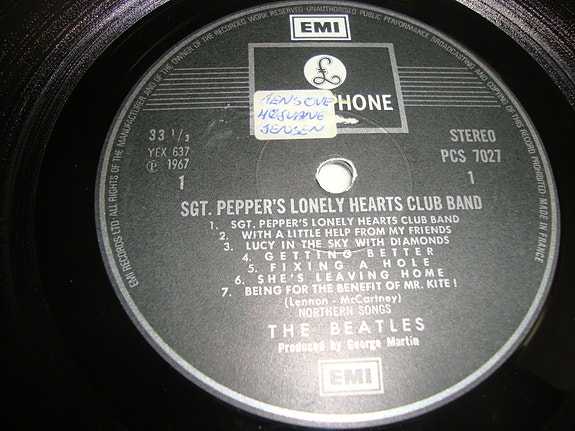 EMI
£
PHONE
JENSEN
33 1/3
YEX 637
℗ 1967
1
STEREO
PCS 7027
1
SGT. PEPPER'S LONELY HEARTS CLUB BAND
1. SGT. PEPPER'S LONELY HEARTS CLUB BAND
2. WITH A LITTLE HELP FROM MY FRIENDS
3. LUCY IN THE SKY WITH DIAMONDS
4. GETTING BETTER
5. FIXING A HOLE
6. SHE'S LEAVING HOME
7. BEING FOR THE BENEFIT OF MR. KITE !
(Lennon - McCartney)
NORTHERN SONGS
THE BEATLES
Produced by George Martin
EMI
EMI RECORDS LTD ALL RIGHTS OF THE MANUFACTURER AND OF THE OWNER OF THE RECORDED WORK RESERVED-UNAUTHORISED PUBLIC PERFORMANCE BROADCASTING AND COPYING OF THIS RECORD PROHIBITED MADE IN FRANCE